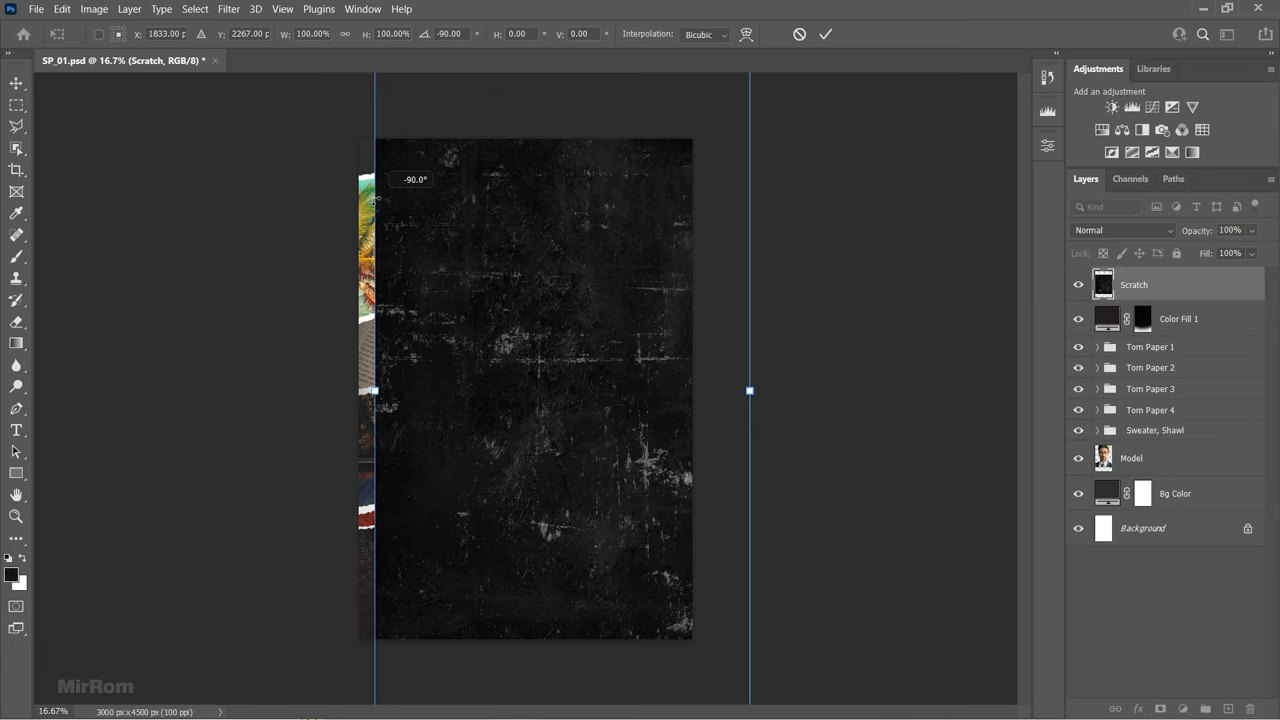 Ps File Edit Image Layer Type Select Filter 3D View Plugins Window Help
X: 1833.00 p Y: 2267.00 p W: 100.00% H: 100.00% -90.00 ° H: 0.00 ° V: 0.00 ° Interpolation: Bicubic
SP_01.psd @ 16.7% (Scratch, RGB/8) * ×
Adjustments Libraries
Add an adjustment
Layers Channels Paths
Kind
Normal Opacity: 100%
Lock: Fill: 100%
-90.0°
Scratch
Color Fill 1
Torn Paper 1
Torn Paper 2
Torn Paper 3
Torn Paper 4
Sweater, Shawl
Model
Bg Color
Background
MirRom
16.67% 3000 px x 4500 px (100 ppi)